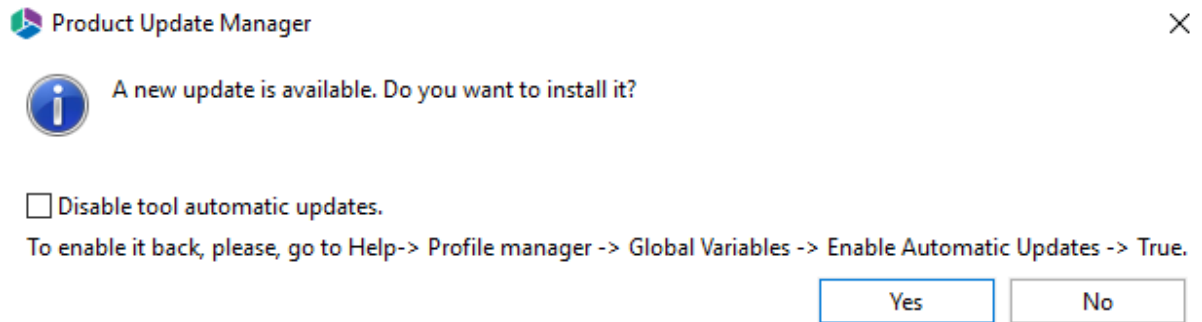 Product Update Manager
A new update is available. Do you want to install it?
Disable tool automatic updates.
To enable it back, please, go to Help-> Profile manager -> Global Variables -> Enable Automatic Updates -> True.
Yes
No